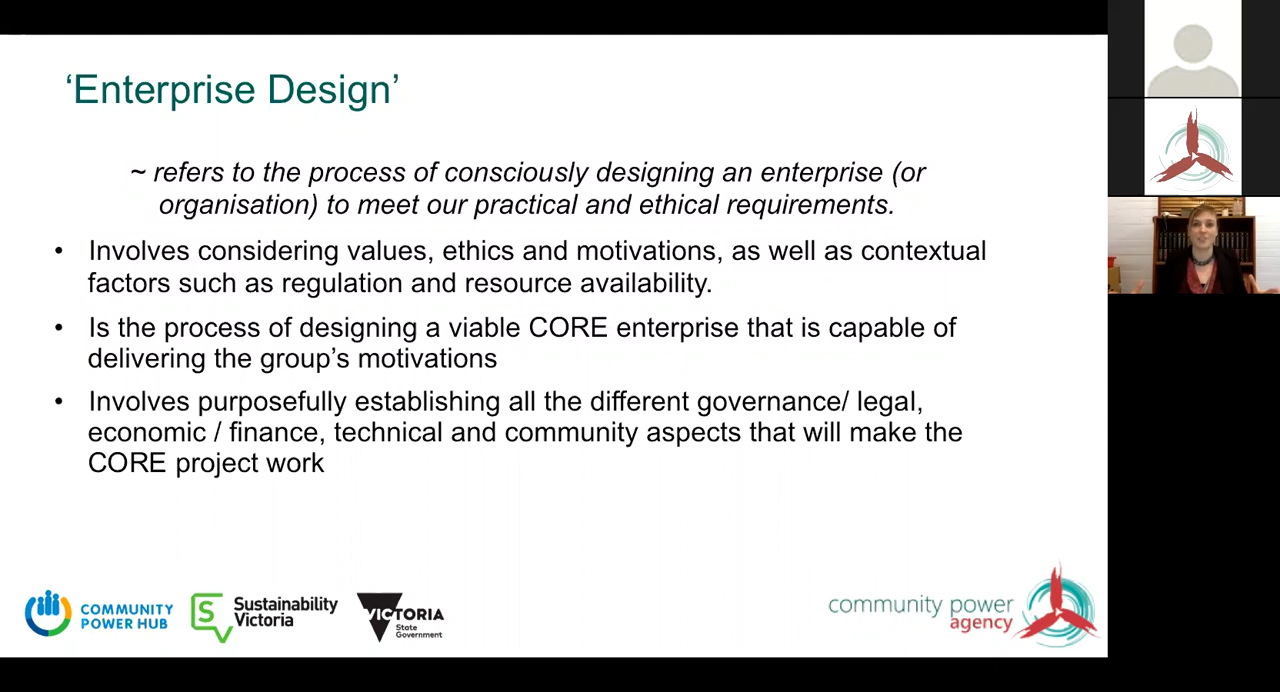 ‘Enterprise Design’
~ refers to the process of consciously designing an enterprise (or
organisation) to meet our practical and ethical requirements.
• Involves considering values, ethics and motivations, as well as contextual
factors such as regulation and resource availability.
• Is the process of designing a viable CORE enterprise that is capable of
delivering the group’s motivations
• Involves purposefully establishing all the different governance/ legal,
economic / finance, technical and community aspects that will make the
CORE project work
COMMUNITY
POWER HUB
S
Sustainability
Victoria
VICTORIA
State
Government
community power
agency